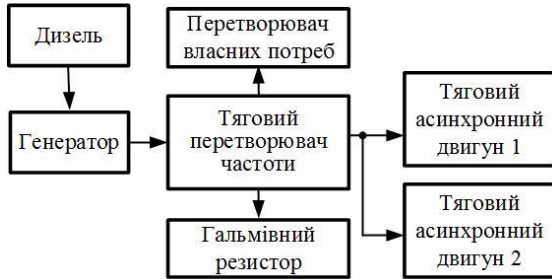 Дизель
Перетворювач
власних потреб
Генератор
Тяговий
перетворювач
частоти
Тяговий
асинхронний
двигун 1
Гальмівний
резистор
Тяговий
асинхронний
двигун 2